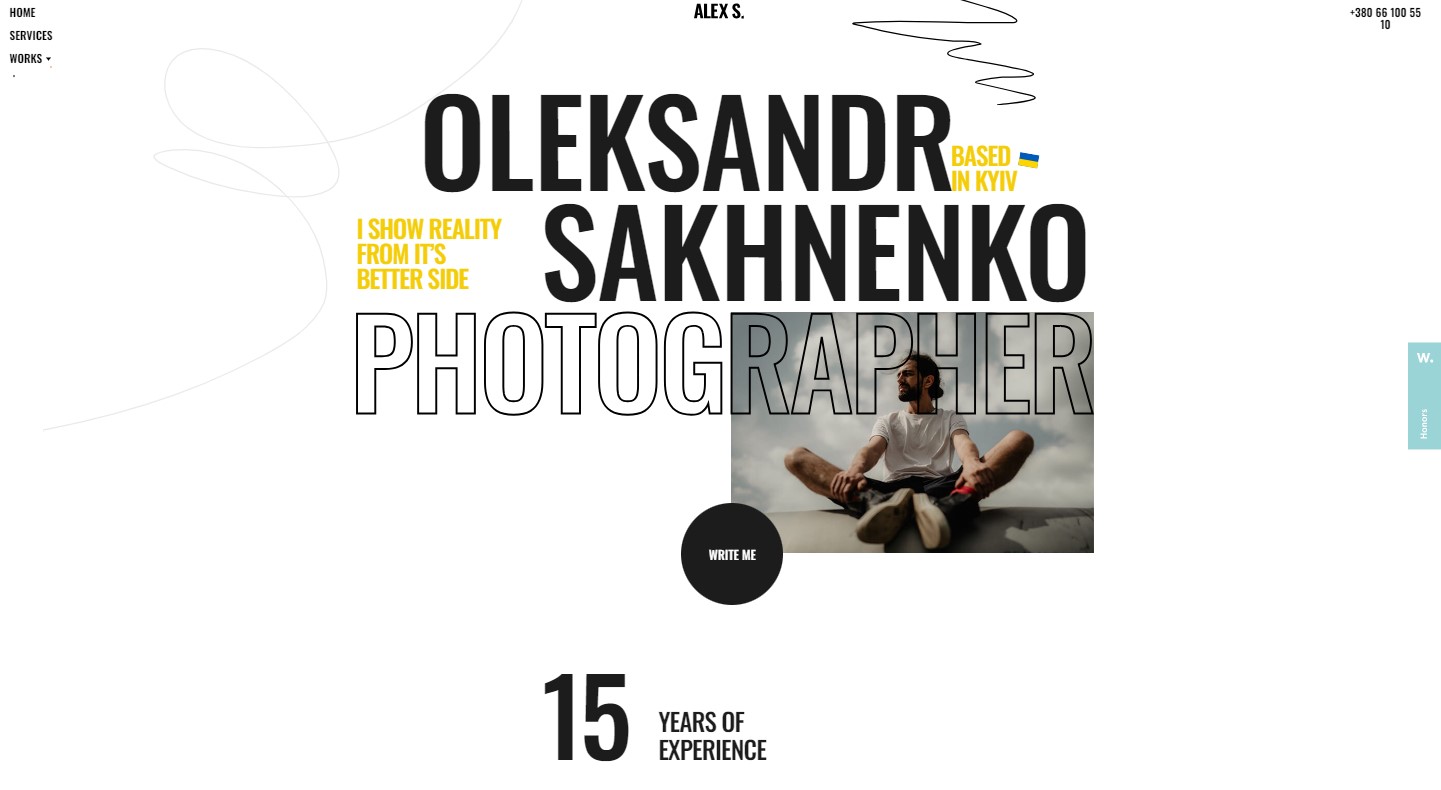 HOME
ALEX S.
+380 66 100 55
10
SERVICES
WORKS
OLEKSANDR
BASED
IN KYIV
SAKHNENKO
I SHOW REALITY
FROM IT'S
BETTER SIDE
PHOTOGRAPHER
W.
Honors
WRITE ME
15
YEARS OF
EXPERIENCE